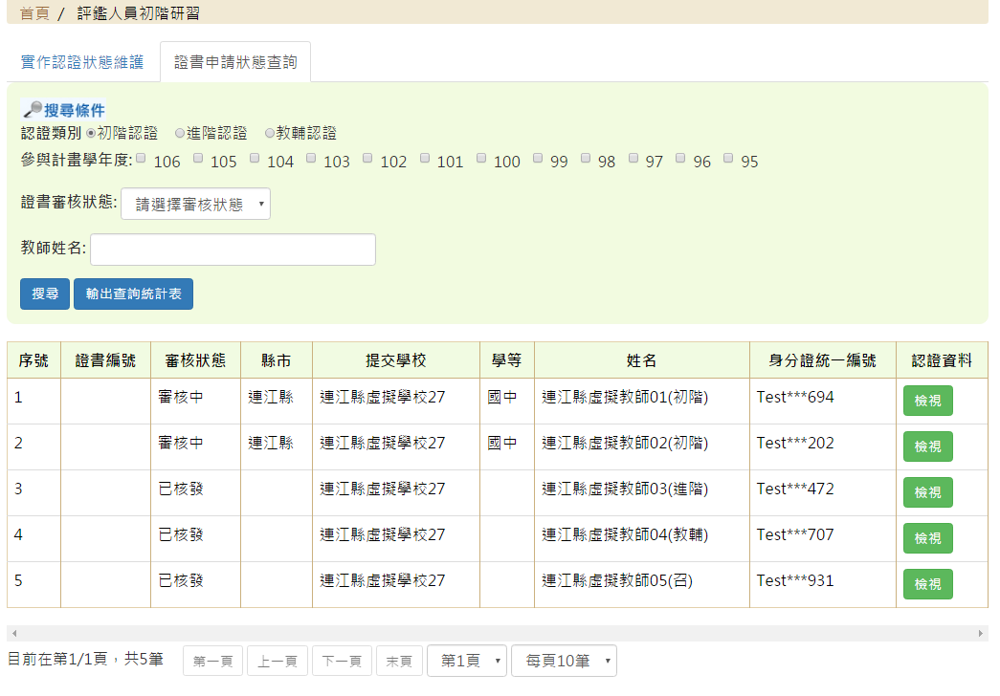 首頁 / 評鑑人員初階研習
實作認證狀態維護 證書申請狀態查詢
搜尋條件
認證類別 初階認證 進階認證 教輔認證
參與計畫學年度: 106 105 104 103 102 101 100 99 98 97 96 95
證書審核狀態: 請選擇審核狀態
教師姓名:
搜尋 輸出查詢統計表
序號 證書編號 審核狀態 縣市 提交學校 學等 姓名 身分證統一編號 認證資料
1 審核中 連江縣 連江縣虛擬學校27 國中 連江縣虛擬教師01(初階) Test***694 檢視
2 審核中 連江縣 連江縣虛擬學校27 國中 連江縣虛擬教師02(初階) Test***202 檢視
3 已核發 連江縣虛擬學校27 連江縣虛擬教師03(進階) Test***472 檢視
4 已核發 連江縣虛擬學校27 連江縣虛擬教師04(教輔) Test***707 檢視
5 已核發 連江縣虛擬學校27 連江縣虛擬教師05(召) Test***931 檢視
目前在第1/1頁，共5筆 第一頁 上一頁 下一頁 末頁 第1頁 每頁10筆